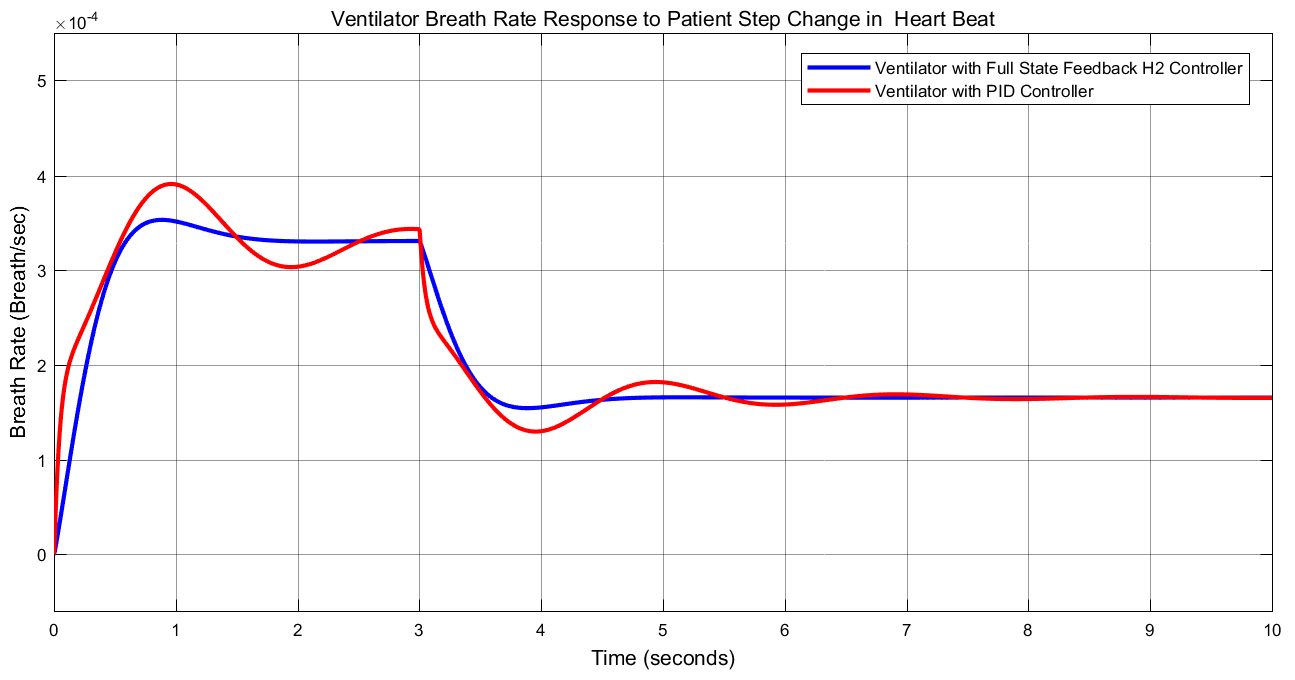 ×10⁻⁴
Ventilator Breath Rate Response to Patient Step Change in  Heart Beat
Ventilator with Full State Feedback H2 Controller
Ventilator with PID Controller
Breath Rate (Breath/sec)
5
4
3
2
1
0
0 1 2 3 4 5 6 7 8 9 10
Time (seconds)